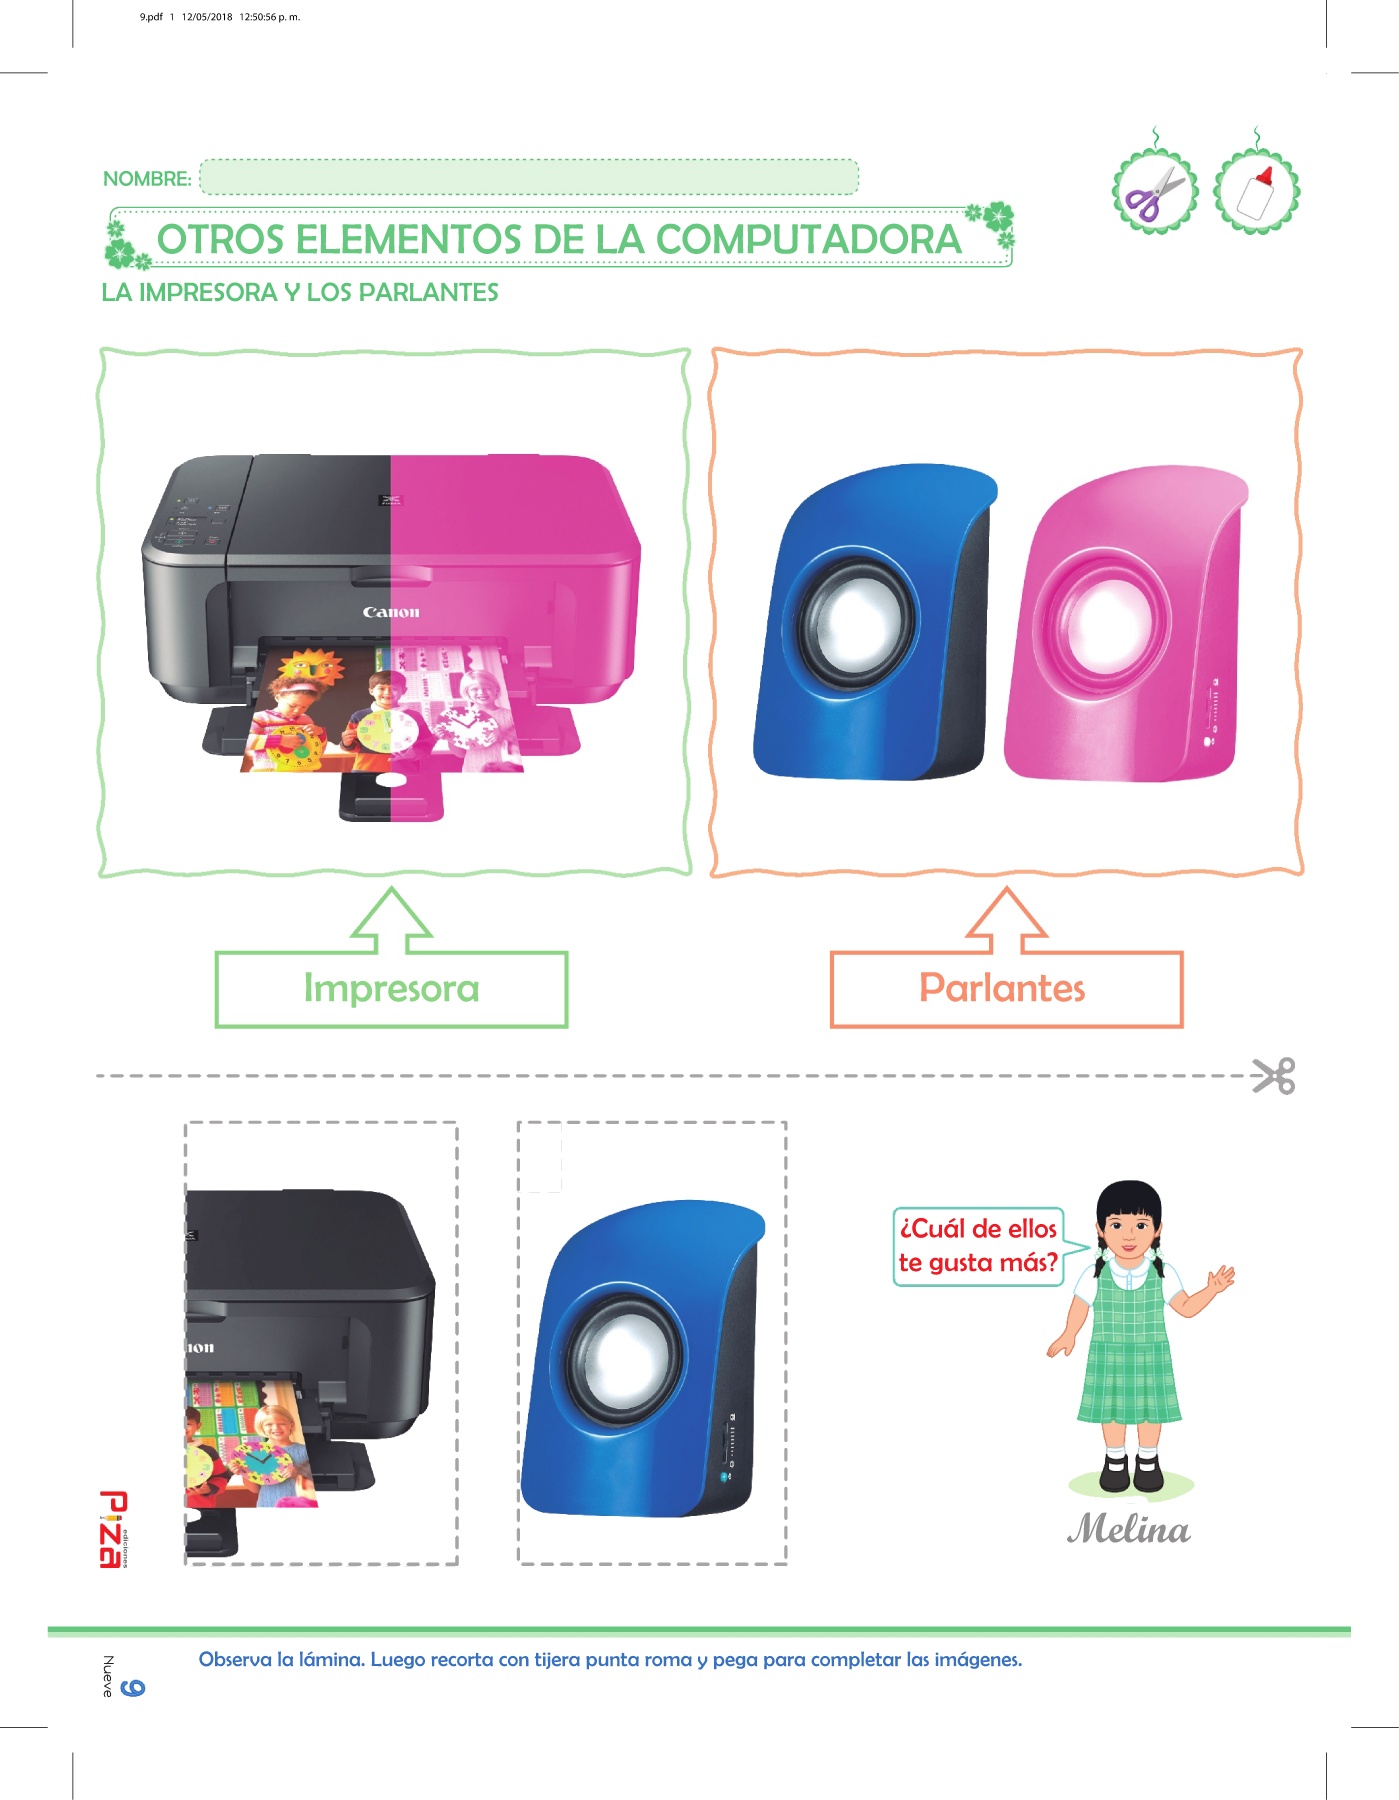 9.pdf 1 12/05/2018 12:50:56 p. m.
NOMBRE:
OTROS ELEMENTOS DE LA COMPUTADORA
LA IMPRESORA Y LOS PARLANTES
Canon
Impresora
Parlantes
non
¿Cuál de ellos
te gusta más?
Melina
Piza
ediciones
Observa la lámina. Luego recorta con tijera punta roma y pega para completar las imágenes.
Nueve
9